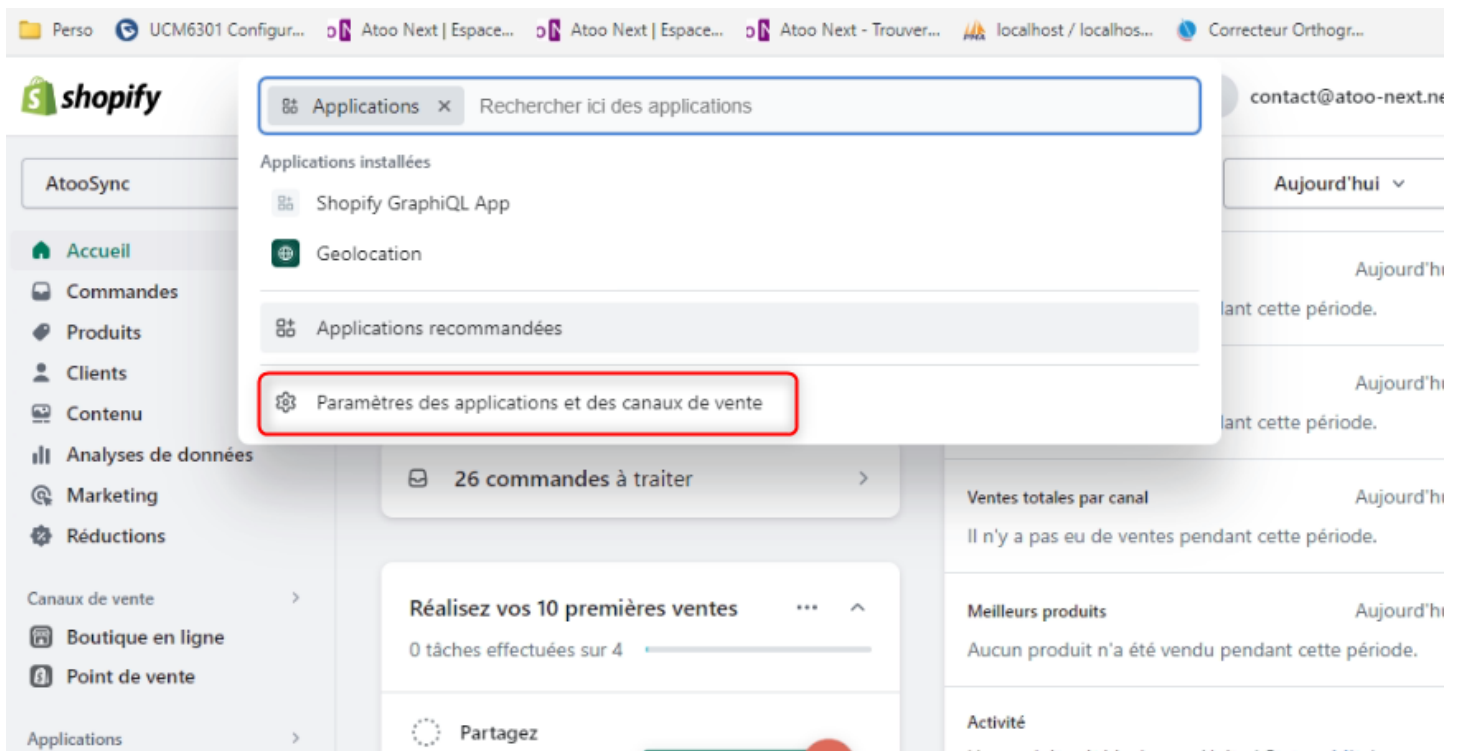 Perso UCM6301 Configur... Atoo Next | Espace... Atoo Next | Espace... Atoo Next - Trouver... localhost / localhos... Correcteur Orthogr...
shopify
Applications × Rechercher ici des applications
contact@atoo-next.ne
Applications installées
AtooSync
Shopify GraphiQL App
Aujourd'hui
Accueil
Geolocation
Aujourd'hu
Commandes
lant cette période.
Produits
Applications recommandées
Clients
Aujourd'hu
Paramètres des applications et des canaux de vente
Contenu
lant cette période.
Analyses de données
26 commandes à traiter
Marketing
Ventes totales par canal Aujourd'hu
Réductions
Il n'y a pas eu de ventes pendant cette période.
Canaux de vente
Réalisez vos 10 premières ventes ...
Meilleurs produits Aujourd'hu
Boutique en ligne
0 tâches effectuées sur 4
Aucun produit n'a été vendu pendant cette période.
Point de vente
Activité
Partagez
Applications